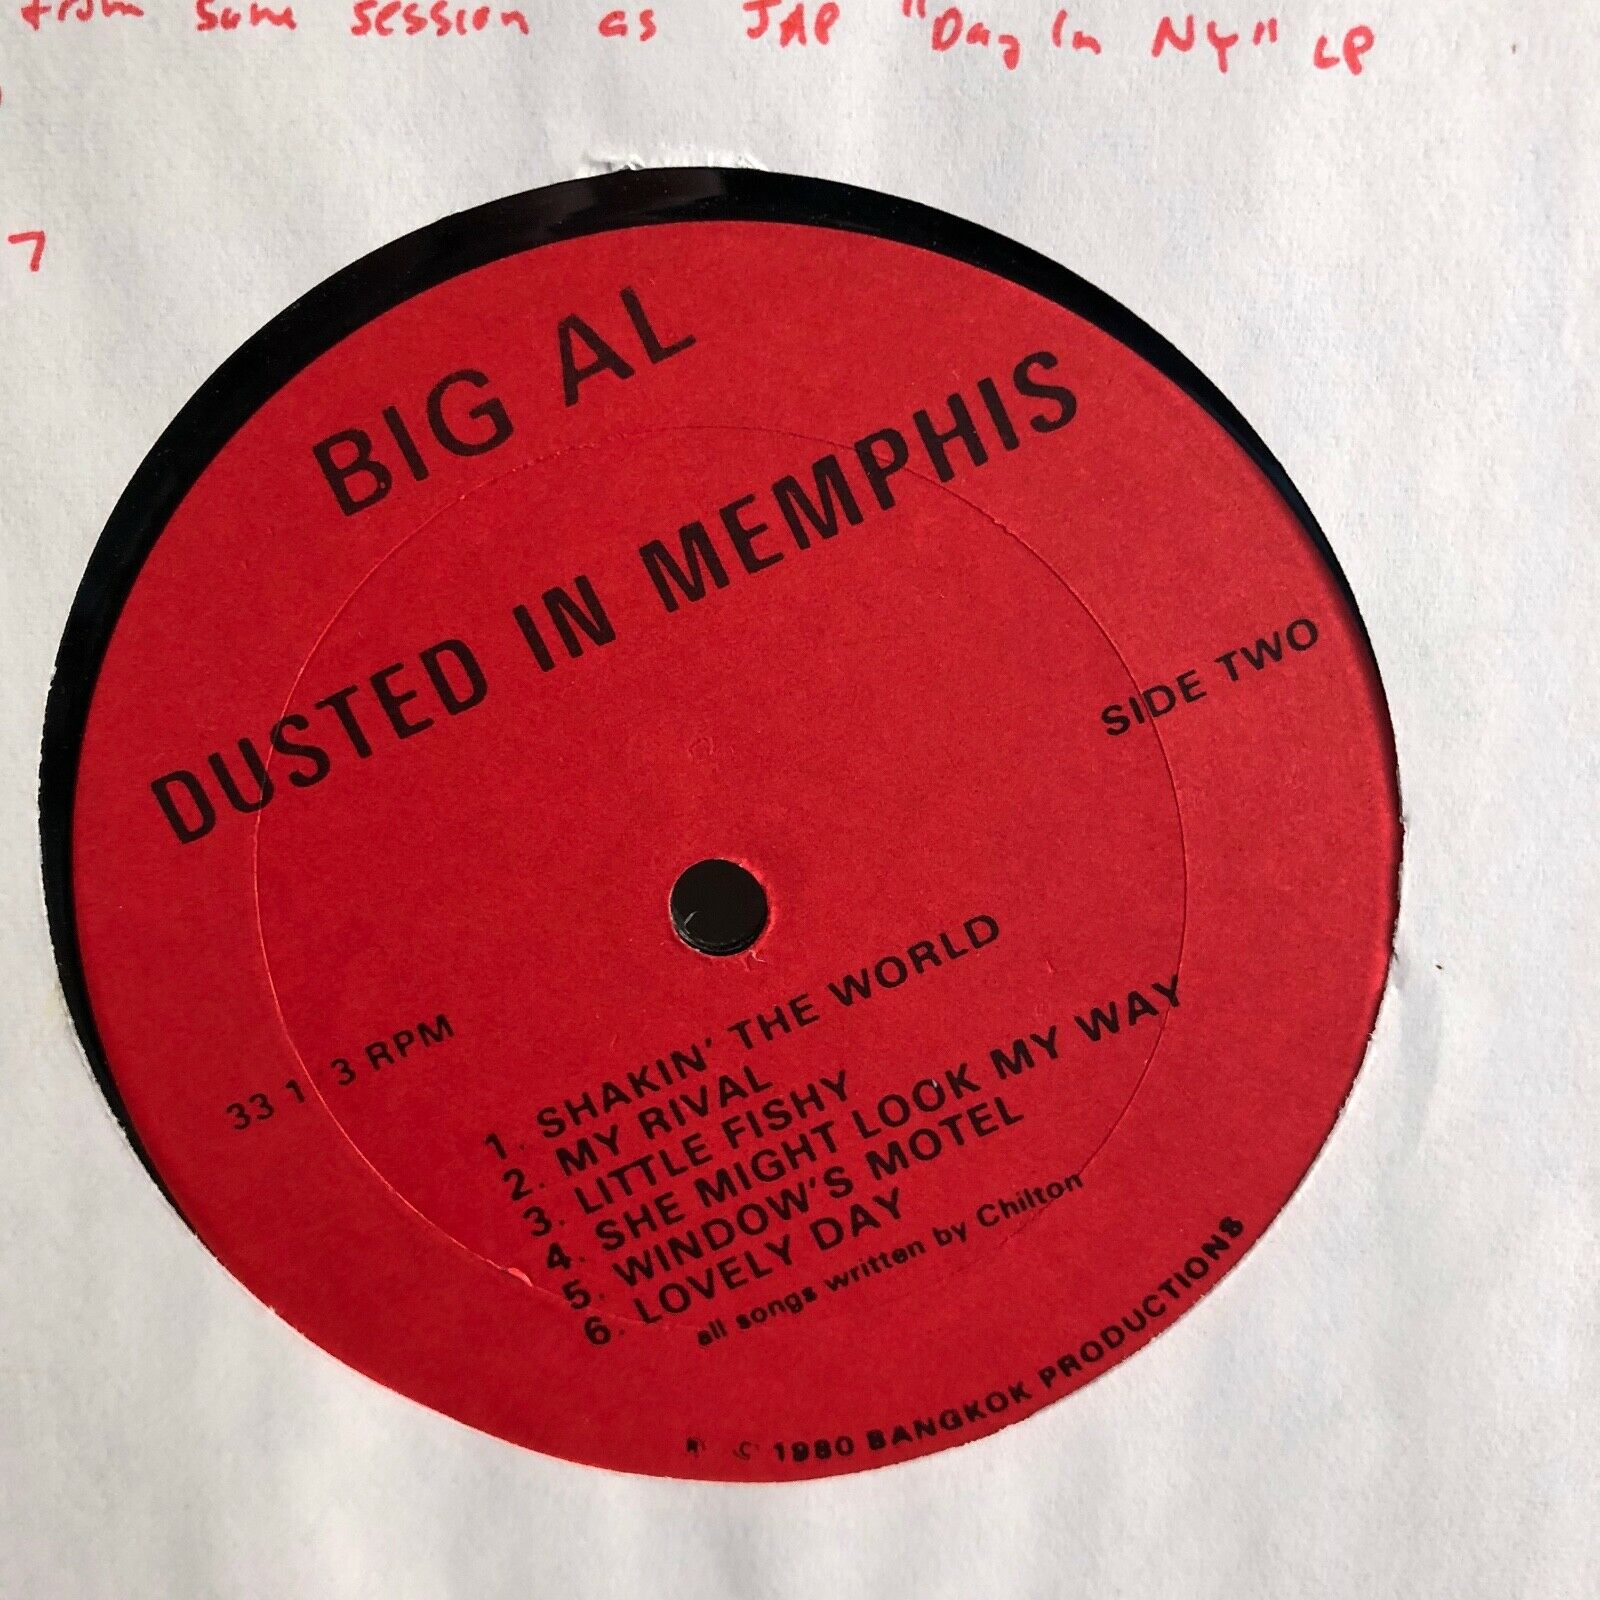 from same session as JAP "Day in NY" LP
7
BIG AL
DUSTED IN MEMPHIS
SIDE TWO
33 1 3 RPM
1. SHAKIN' THE WORLD
2. MY RIVAL
3. LITTLE FISHY
4. SHE MIGHT LOOK MY WAY
5. WINDOW'S MOTEL
6. LOVELY DAY
all songs written by Chilton
℗ © 1980 BANGKOK PRODUCTIONS